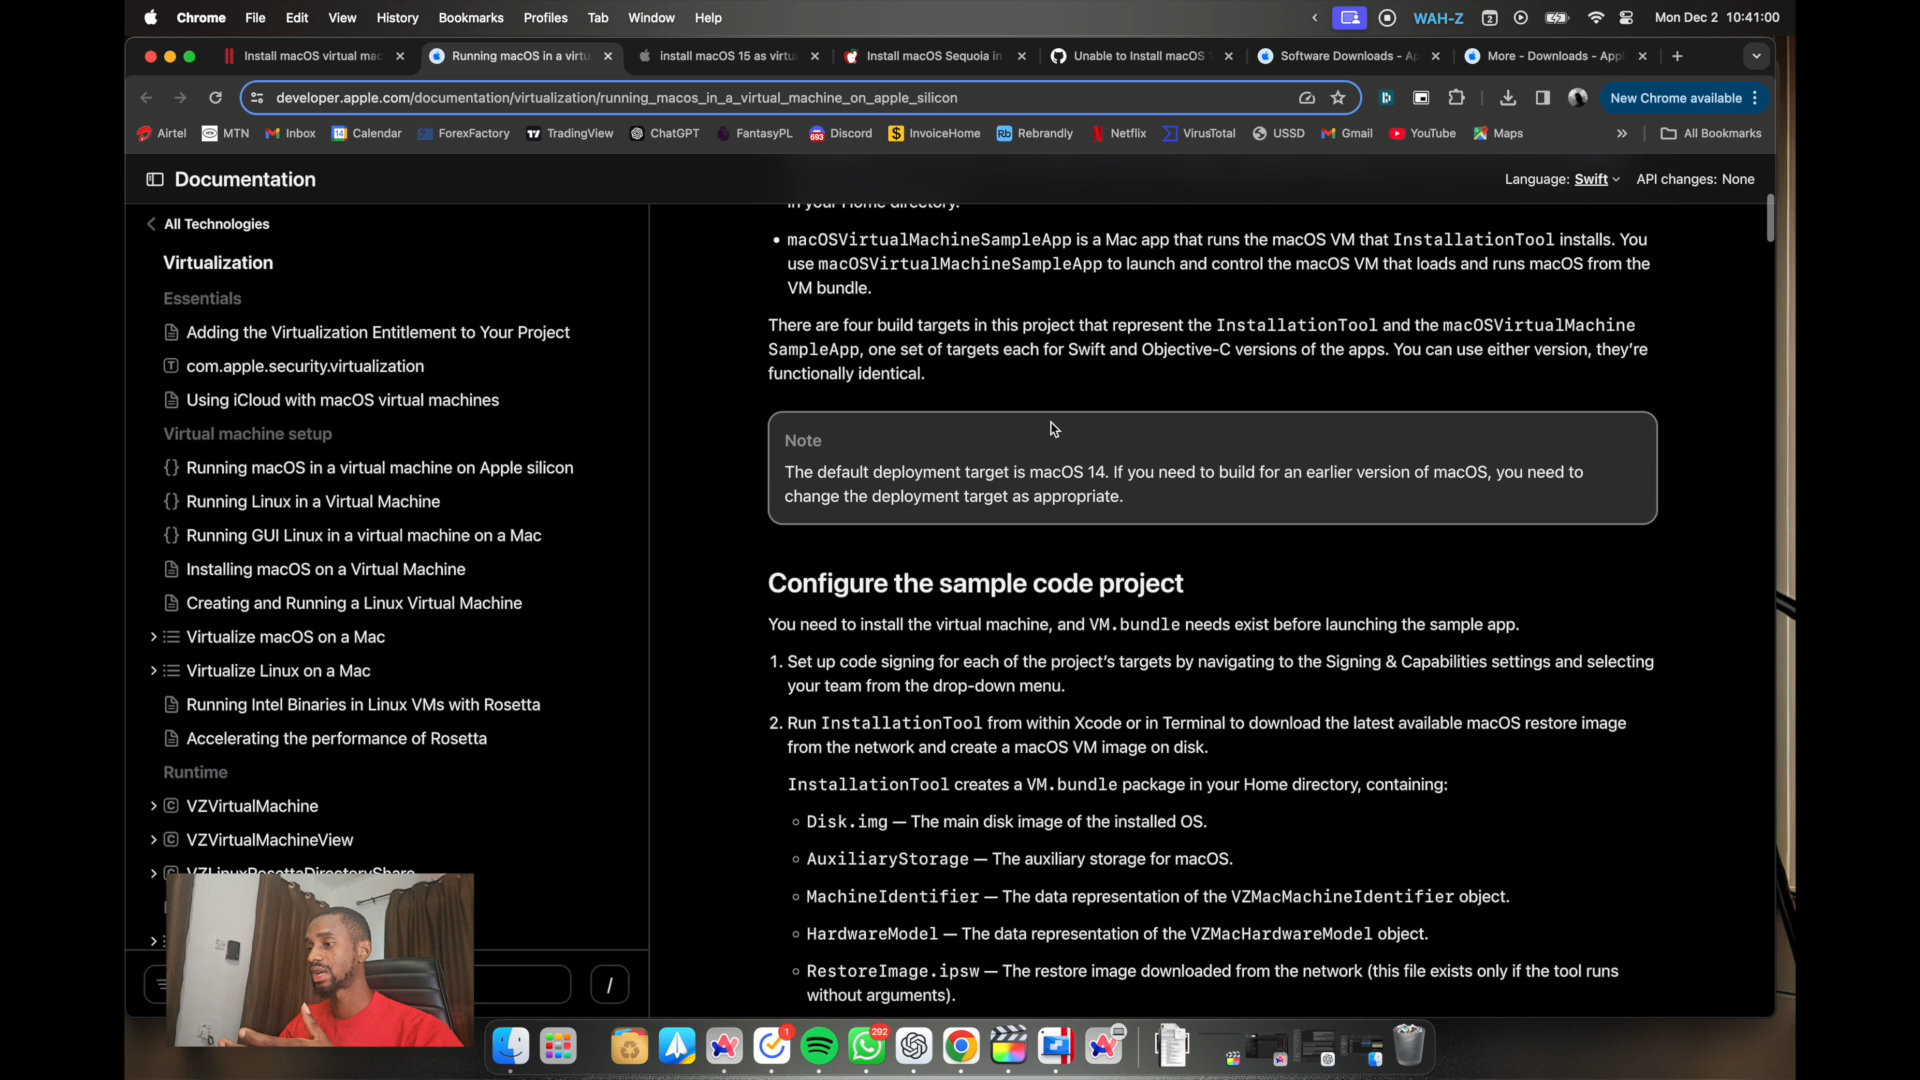 Chrome File Edit View History Bookmarks Profiles Tab Window Help WAH-Z 2 Mon Dec 2 10:41:00
Install macOS virtual mac Running macOS in a virtu install macOS 15 as virtu Install macOS Sequoia in Unable to Install macOS Software Downloads - Ap More - Downloads - Appl
developer.apple.com/documentation/virtualization/running_macos_in_a_virtual_machine_on_apple_silicon New Chrome available
Airtel MTN Inbox 14 Calendar ForexFactory TradingView ChatGPT FantasyPL 693 Discord InvoiceHome Rb Rebrandly Netflix VirusTotal USSD Gmail YouTube Maps » All Bookmarks
Documentation Language: Swift API changes: None
All Technologies
Virtualization
Essentials
Adding the Virtualization Entitlement to Your Project
com.apple.security.virtualization
Using iCloud with macOS virtual machines
Virtual machine setup
{} Running macOS in a virtual machine on Apple silicon
{} Running Linux in a Virtual Machine
{} Running GUI Linux in a virtual machine on a Mac
Installing macOS on a Virtual Machine
Creating and Running a Linux Virtual Machine
Virtualize macOS on a Mac
Virtualize Linux on a Mac
Running Intel Binaries in Linux VMs with Rosetta
Accelerating the performance of Rosetta
Runtime
VZVirtualMachine
VZVirtualMachineView
VZLinuxRosettaDirectoryShare
/
in your Home directory.
• macOSVirtualMachineSampleApp is a Mac app that runs the macOS VM that InstallationTool installs. You
use macOSVirtualMachineSampleApp to launch and control the macOS VM that loads and runs macOS from the
VM bundle.
There are four build targets in this project that represent the InstallationTool and the macOSVirtualMachine
SampleApp, one set of targets each for Swift and Objective-C versions of the apps. You can use either version, they’re
functionally identical.
Note
The default deployment target is macOS 14. If you need to build for an earlier version of macOS, you need to
change the deployment target as appropriate.
Configure the sample code project
You need to install the virtual machine, and VM.bundle needs exist before launching the sample app.
1. Set up code signing for each of the project’s targets by navigating to the Signing & Capabilities settings and selecting
your team from the drop-down menu.
2. Run InstallationTool from within Xcode or in Terminal to download the latest available macOS restore image
from the network and create a macOS VM image on disk.
InstallationTool creates a VM.bundle package in your Home directory, containing:
Disk.img — The main disk image of the installed OS.
AuxiliaryStorage — The auxiliary storage for macOS.
MachineIdentifier — The data representation of the VZMacMachineIdentifier object.
HardwareModel — The data representation of the VZMacHardwareModel object.
RestoreImage.ipsw — The restore image downloaded from the network (this file exists only if the tool runs
without arguments).
1 292